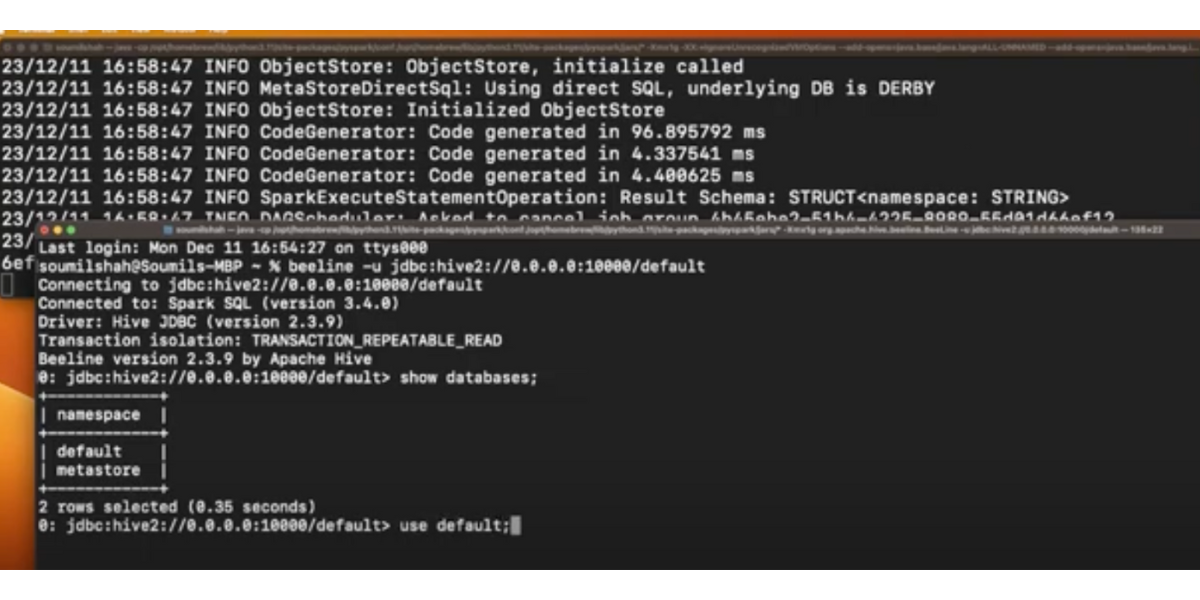 23/12/11 16:58:47 INFO ObjectStore: ObjectStore, initialize called
23/12/11 16:58:47 INFO MetaStoreDirectSql: Using direct SQL, underlying DB is DERBY
23/12/11 16:58:47 INFO ObjectStore: Initialized ObjectStore
23/12/11 16:58:47 INFO CodeGenerator: Code generated in 96.895792 ms
23/12/11 16:58:47 INFO CodeGenerator: Code generated in 4.337541 ms
23/12/11 16:58:47 INFO CodeGenerator: Code generated in 4.400625 ms
23/12/11 16:58:47 INFO SparkExecuteStatementOperation: Result Schema: STRUCT<namespace: STRING>
23/12/11 16:58:47 INFO DAGScheduler: Asked to cancel job group
23/
6ef
Last login: Mon Dec 11 16:54:27 on ttys000
soumilshah@Soumils-MBP ~ % beeline -u jdbc:hive2://0.0.0.0:10000/default
Connecting to jdbc:hive2://0.0.0.0:10000/default
Connected to: Spark SQL (version 3.4.0)
Driver: Hive JDBC (version 2.3.9)
Transaction isolation: TRANSACTION_REPEATABLE_READ
Beeline version 2.3.9 by Apache Hive
0: jdbc:hive2://0.0.0.0:10000/default> show databases;
+------------+
| namespace |
+------------+
| default |
| metastore |
+------------+
2 rows selected (0.35 seconds)
0: jdbc:hive2://0.0.0.0:10000/default> use default;